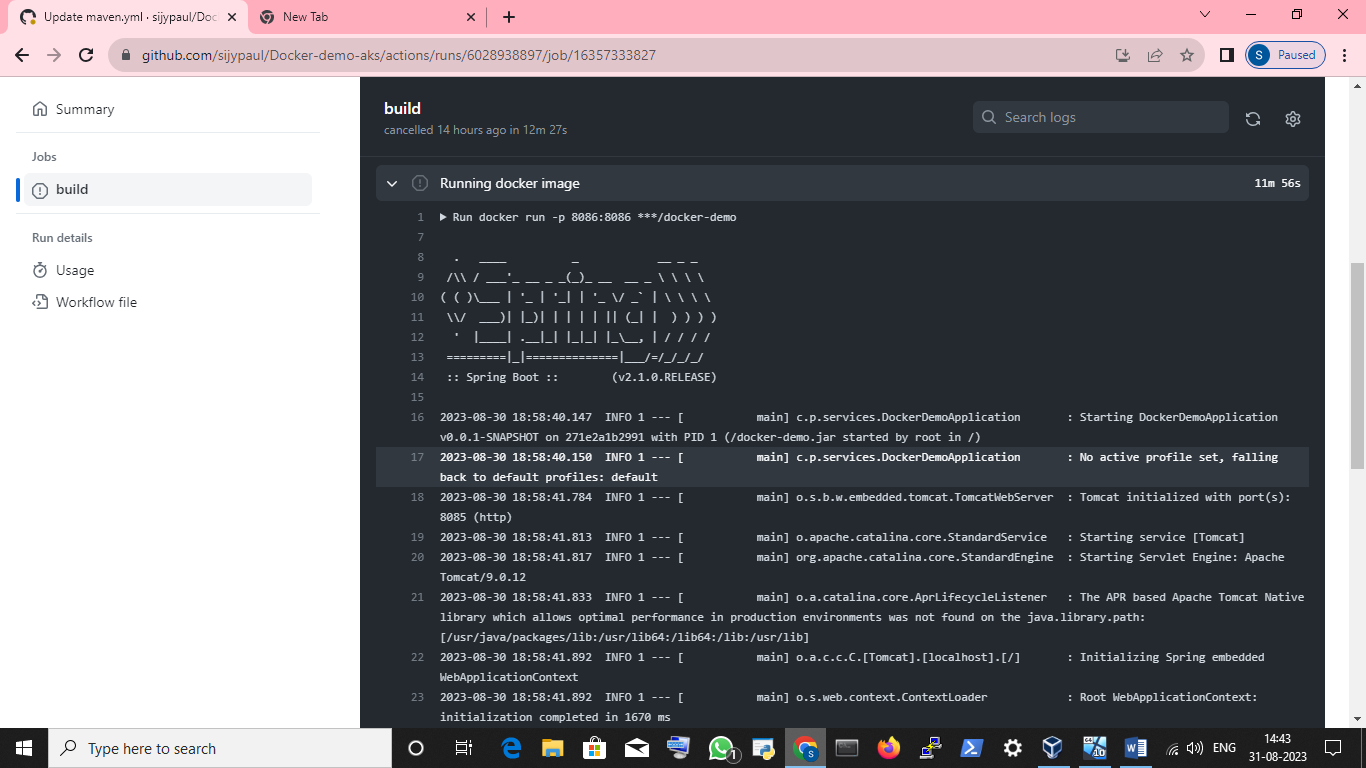 Update maven.yml · sijypaul/Doc
New Tab
github.com/sijypaul/Docker-demo-aks/actions/runs/6028938897/job/16357333827
S Paused
Summary
Jobs
build
Run details
Usage
Workflow file
build
cancelled 14 hours ago in 12m 27s
Search logs
Running docker image
11m 56s
1 Run docker run -p 8086:8086 ***/docker-demo
7
8   .   ____          _            __ _ _
9  /\\ / ___'_ __ _ _(_)_ __  __ _ \ \ \ \
10 ( ( )\___ | '_ | '_| | '_ \/ _` | \ \ \ \
11  \\/  ___)| |_)| | | | | || (_| |  ) ) ) )
12   '  |____| .__|_| |_|_| |_\__, | / / / /
13  =========|_|==============|___/=/_/_/_/
14  :: Spring Boot ::        (v2.1.0.RELEASE)
15
16 2023-08-30 18:58:40.147  INFO 1 --- [           main] c.p.services.DockerDemoApplication       : Starting DockerDemoApplication
v0.0.1-SNAPSHOT on 271e2a1b2991 with PID 1 (/docker-demo.jar started by root in /)
17 2023-08-30 18:58:40.150  INFO 1 --- [           main] c.p.services.DockerDemoApplication       : No active profile set, falling
back to default profiles: default
18 2023-08-30 18:58:41.784  INFO 1 --- [           main] o.s.b.w.embedded.tomcat.TomcatWebServer  : Tomcat initialized with port(s):
8085 (http)
19 2023-08-30 18:58:41.813  INFO 1 --- [           main] o.apache.catalina.core.StandardService   : Starting service [Tomcat]
20 2023-08-30 18:58:41.817  INFO 1 --- [           main] org.apache.catalina.core.StandardEngine  : Starting Servlet Engine: Apache
Tomcat/9.0.12
21 2023-08-30 18:58:41.833  INFO 1 --- [           main] o.a.catalina.core.AprLifecycleListener   : The APR based Apache Tomcat Native
library which allows optimal performance in production environments was not found on the java.library.path:
[/usr/java/packages/lib:/usr/lib64:/lib64:/lib:/usr/lib]
22 2023-08-30 18:58:41.892  INFO 1 --- [           main] o.a.c.c.C.[Tomcat].[localhost].[/]       : Initializing Spring embedded
WebApplicationContext
23 2023-08-30 18:58:41.892  INFO 1 --- [           main] o.s.web.context.ContextLoader            : Root WebApplicationContext:
initialization completed in 1670 ms
Type here to search
1
S
ENG
14:43
31-08-2023